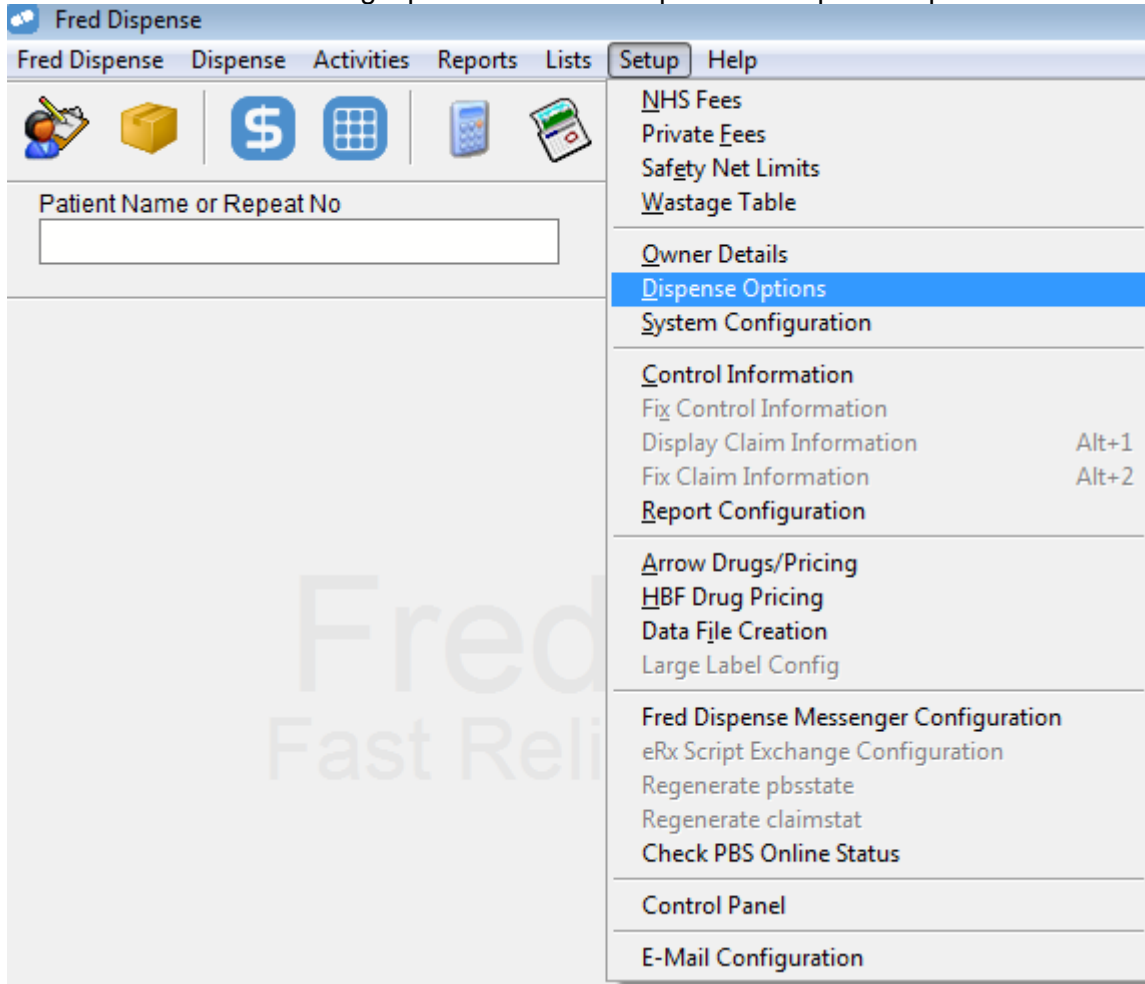 Fred Dispense
Fred Dispense Dispense Activities Reports Lists Setup Help
Patient Name or Repeat No
NHS Fees
Private Fees
Safety Net Limits
Wastage Table
Owner Details
Dispense Options
System Configuration
Control Information
Fix Control Information
Display Claim Information Alt+1
Fix Claim Information Alt+2
Report Configuration
Arrow Drugs/Pricing
HBF Drug Pricing
Data File Creation
Large Label Config
Fred Dispense Messenger Configuration
eRx Script Exchange Configuration
Regenerate pbsstate
Regenerate claimstat
Check PBS Online Status
Control Panel
E-Mail Configuration
Fred
Fast Reli